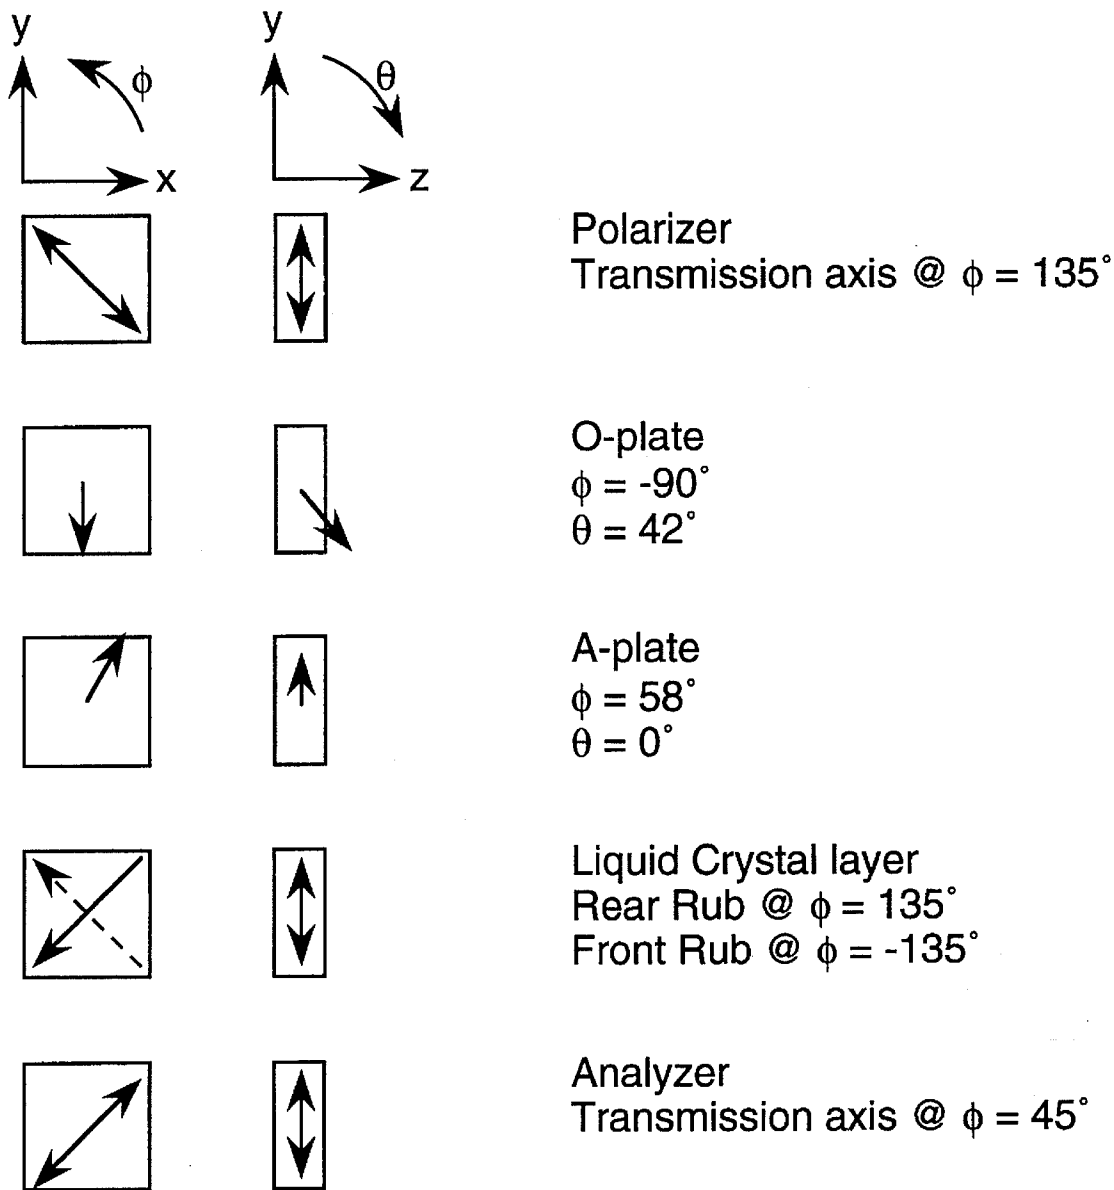 y
ϕ
x
y
θ
z
Polarizer
Transmission axis @ ϕ = 135˚
O-plate
ϕ = -90˚
θ = 42˚
A-plate
ϕ = 58˚
θ = 0˚
Liquid Crystal layer
Rear Rub @ ϕ = 135˚
Front Rub @ ϕ = -135˚
Analyzer
Transmission axis @ ϕ = 45˚